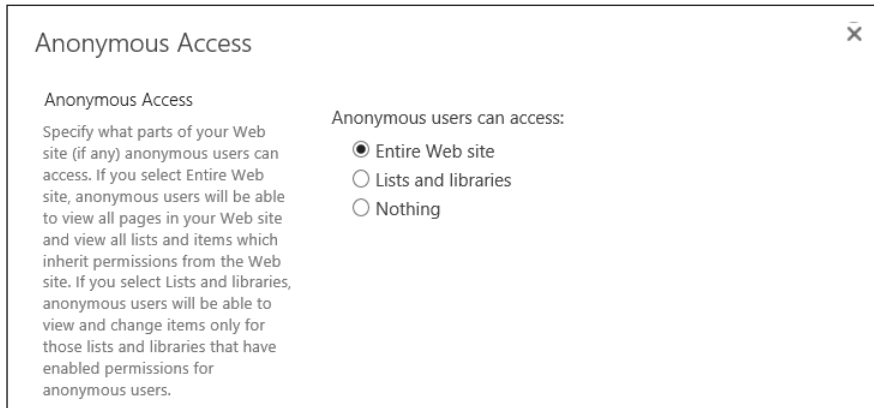 Anonymous Access
Anonymous Access
Specify what parts of your Web
site (if any) anonymous users can
access. If you select Entire Web
site, anonymous users will be able
to view all pages in your Web site
and view all lists and items which
inherit permissions from the Web
site. If you select Lists and libraries,
anonymous users will be able to
view and change items only for
those lists and libraries that have
enabled permissions for
anonymous users.
Anonymous users can access:
Entire Web site
Lists and libraries
Nothing